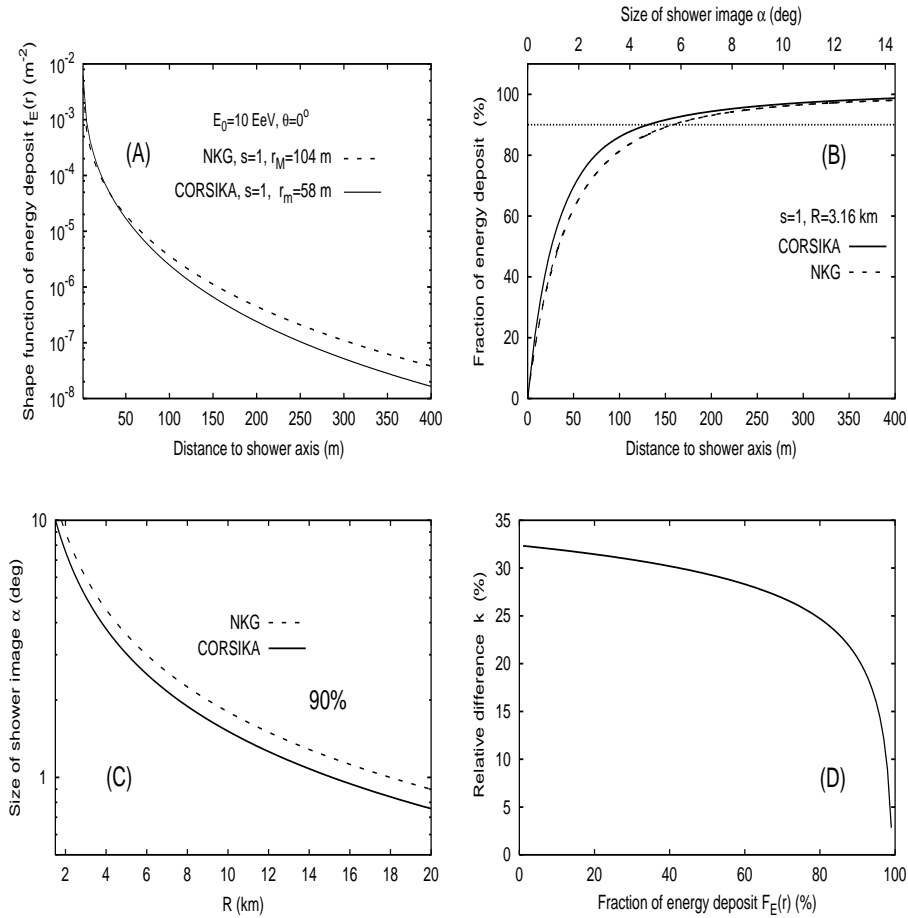 Shape function of energy deposit f_E(r) (m^-2)
10^-2
10^-3
10^-4
10^-5
10^-6
10^-7
10^-8
(A)
E_0=10 EeV, θ=0^o
NKG, s=1, r_M=104 m
CORSIKA, s=1, r_m=58 m
50 100 150 200 250 300 350 400
Distance to shower axis (m)
Size of shower image α (deg)
0 2 4 6 8 10 12 14
Fraction of energy deposit (%)
100
80
60
40
20
0
(B)
s=1, R=3.16 km
CORSIKA
NKG
0 50 100 150 200 250 300 350 400
Distance to shower axis (m)
Size of shower image α (deg)
10
1
NKG
CORSIKA
90%
(C)
2 4 6 8 10 12 14 16 18 20
R (km)
Relative difference k (%)
35
30
25
20
15
10
5
0
(D)
0 20 40 60 80 100
Fraction of energy deposit F_E(r) (%)